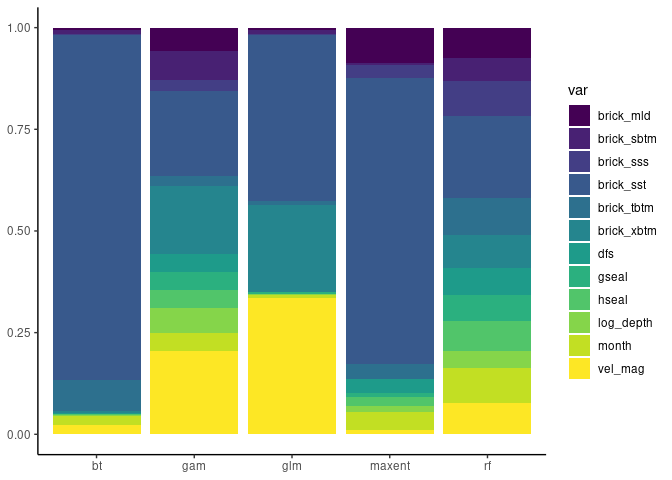 1.00
0.75
0.50
0.25
0.00
bt gam glm maxent rf
var
brick_mld
brick_sbtm
brick_sss
brick_sst
brick_tbtm
brick_xbtm
dfs
gseal
hseal
log_depth
month
vel_mag